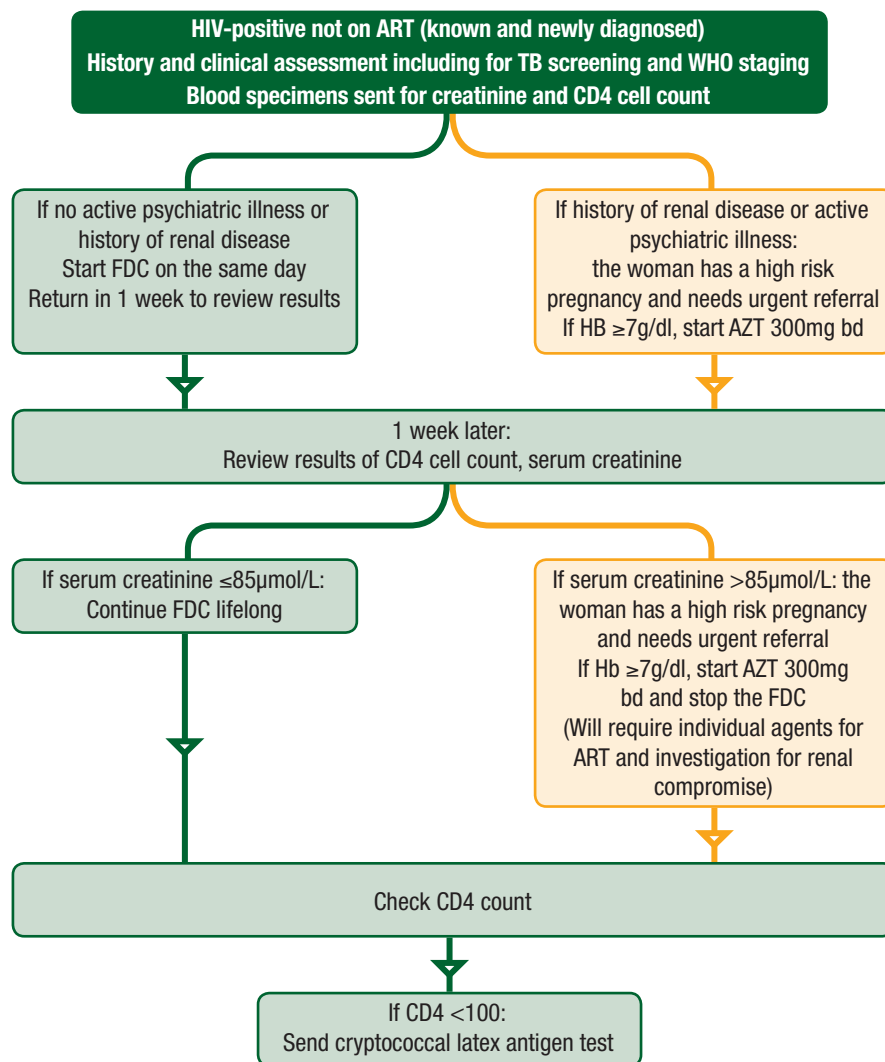 HIV-positive not on ART (known and newly diagnosed)
History and clinical assessment including for TB screening and WHO staging
Blood specimens sent for creatinine and CD4 cell count
If no active psychiatric illness or
history of renal disease
Start FDC on the same day
Return in 1 week to review results
If history of renal disease or active
psychiatric illness:
the woman has a high risk
pregnancy and needs urgent referral
If HB ≥7g/dl, start AZT 300mg bd
1 week later:
Review results of CD4 cell count, serum creatinine
If serum creatinine ≤85µmol/L:
Continue FDC lifelong
If serum creatinine >85µmol/L: the
woman has a high risk pregnancy
and needs urgent referral
If Hb ≥7g/dl, start AZT 300mg
bd and stop the FDC
(Will require individual agents for
ART and investigation for renal
compromise)
Check CD4 count
If CD4 <100:
Send cryptococcal latex antigen test